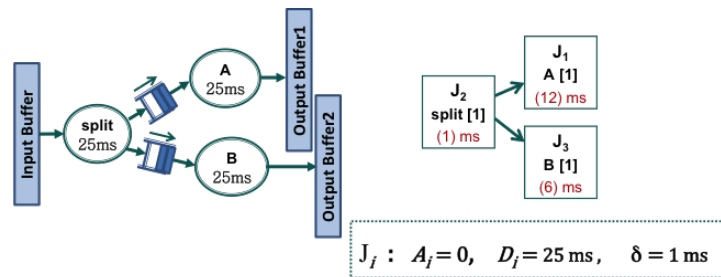 Input Buffer
split
25ms
A
25ms
B
25ms
Output Buffer1
Output Buffer2
J₂
split [1]
(1) ms
J₁
A [1]
(12) ms
J₃
B [1]
(6) ms
Jᵢ : Aᵢ = 0, Dᵢ = 25 ms, δ = 1 ms